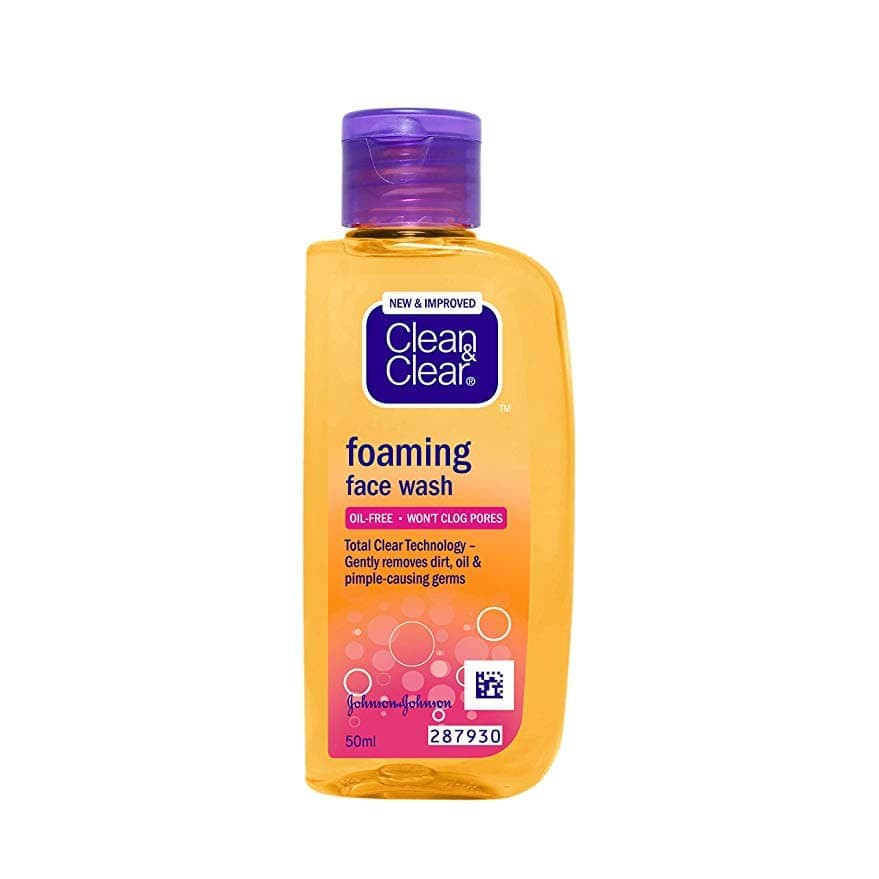 NEW & IMPROVED
Clean
&
Clear®
™
foaming
face wash
OIL-FREE • WON'T CLOG PORES
Total Clear Technology –
Gently removes dirt, oil &
pimple-causing germs
Johnson & Johnson
287930
50ml